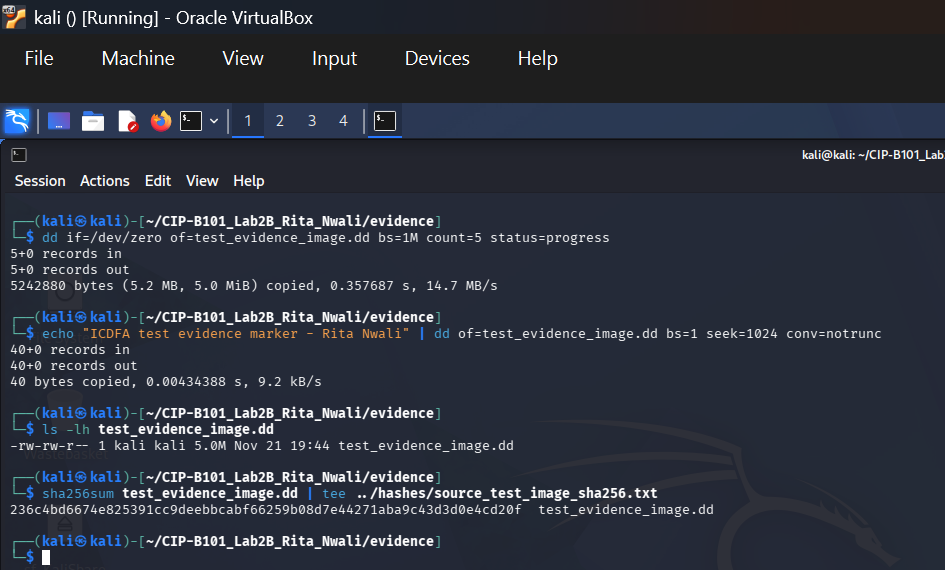 kali () [Running] - Oracle VirtualBox
File Machine View Input Devices Help
1 2 3 4
kali@kali: ~/CIP-B101_Lab
Session Actions Edit View Help
┌──(kali㉿kali)-[~/CIP-B101_Lab2B_Rita_Nwali/evidence]
└─$ dd if=/dev/zero of=test_evidence_image.dd bs=1M count=5 status=progress
5+0 records in
5+0 records out
5242880 bytes (5.2 MB, 5.0 MiB) copied, 0.357687 s, 14.7 MB/s
┌──(kali㉿kali)-[~/CIP-B101_Lab2B_Rita_Nwali/evidence]
└─$ echo "ICDFA test evidence marker - Rita Nwali" | dd of=test_evidence_image.dd bs=1 seek=1024 conv=notrunc
40+0 records in
40+0 records out
40 bytes copied, 0.00434388 s, 9.2 kB/s
┌──(kali㉿kali)-[~/CIP-B101_Lab2B_Rita_Nwali/evidence]
└─$ ls -lh test_evidence_image.dd
-rw-rw-r-- 1 kali kali 5.0M Nov 21 19:44 test_evidence_image.dd
┌──(kali㉿kali)-[~/CIP-B101_Lab2B_Rita_Nwali/evidence]
└─$ sha256sum test_evidence_image.dd | tee ../hashes/source_test_image_sha256.txt
236c4bd6674e825391cc9deebbcabf66259b08d7e44271aba9c43d3d0e4cd20f  test_evidence_image.dd
┌──(kali㉿kali)-[~/CIP-B101_Lab2B_Rita_Nwali/evidence]
└─$